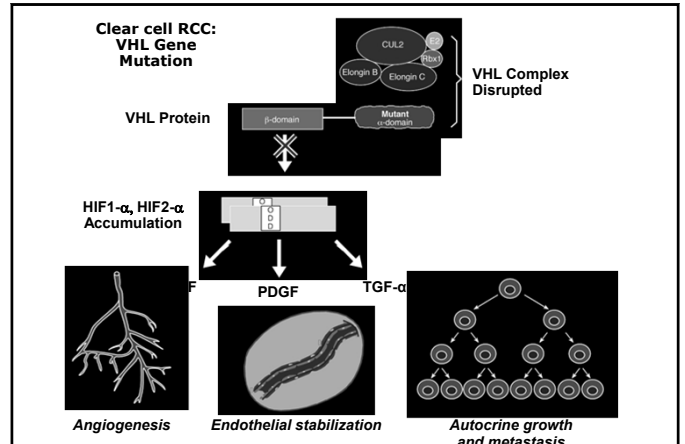 Clear cell RCC:
VHL Gene
Mutation
CUL2
E2
Rbx1
Elongin B
Elongin C
VHL Complex
Disrupted
VHL Protein
β-domain
Mutant
α-domain
HIF1-α, HIF2-α
Accumulation
O
O
D
D
F
PDGF
TGF-α
Angiogenesis
Endothelial stabilization
Autocrine growth
and metastasis